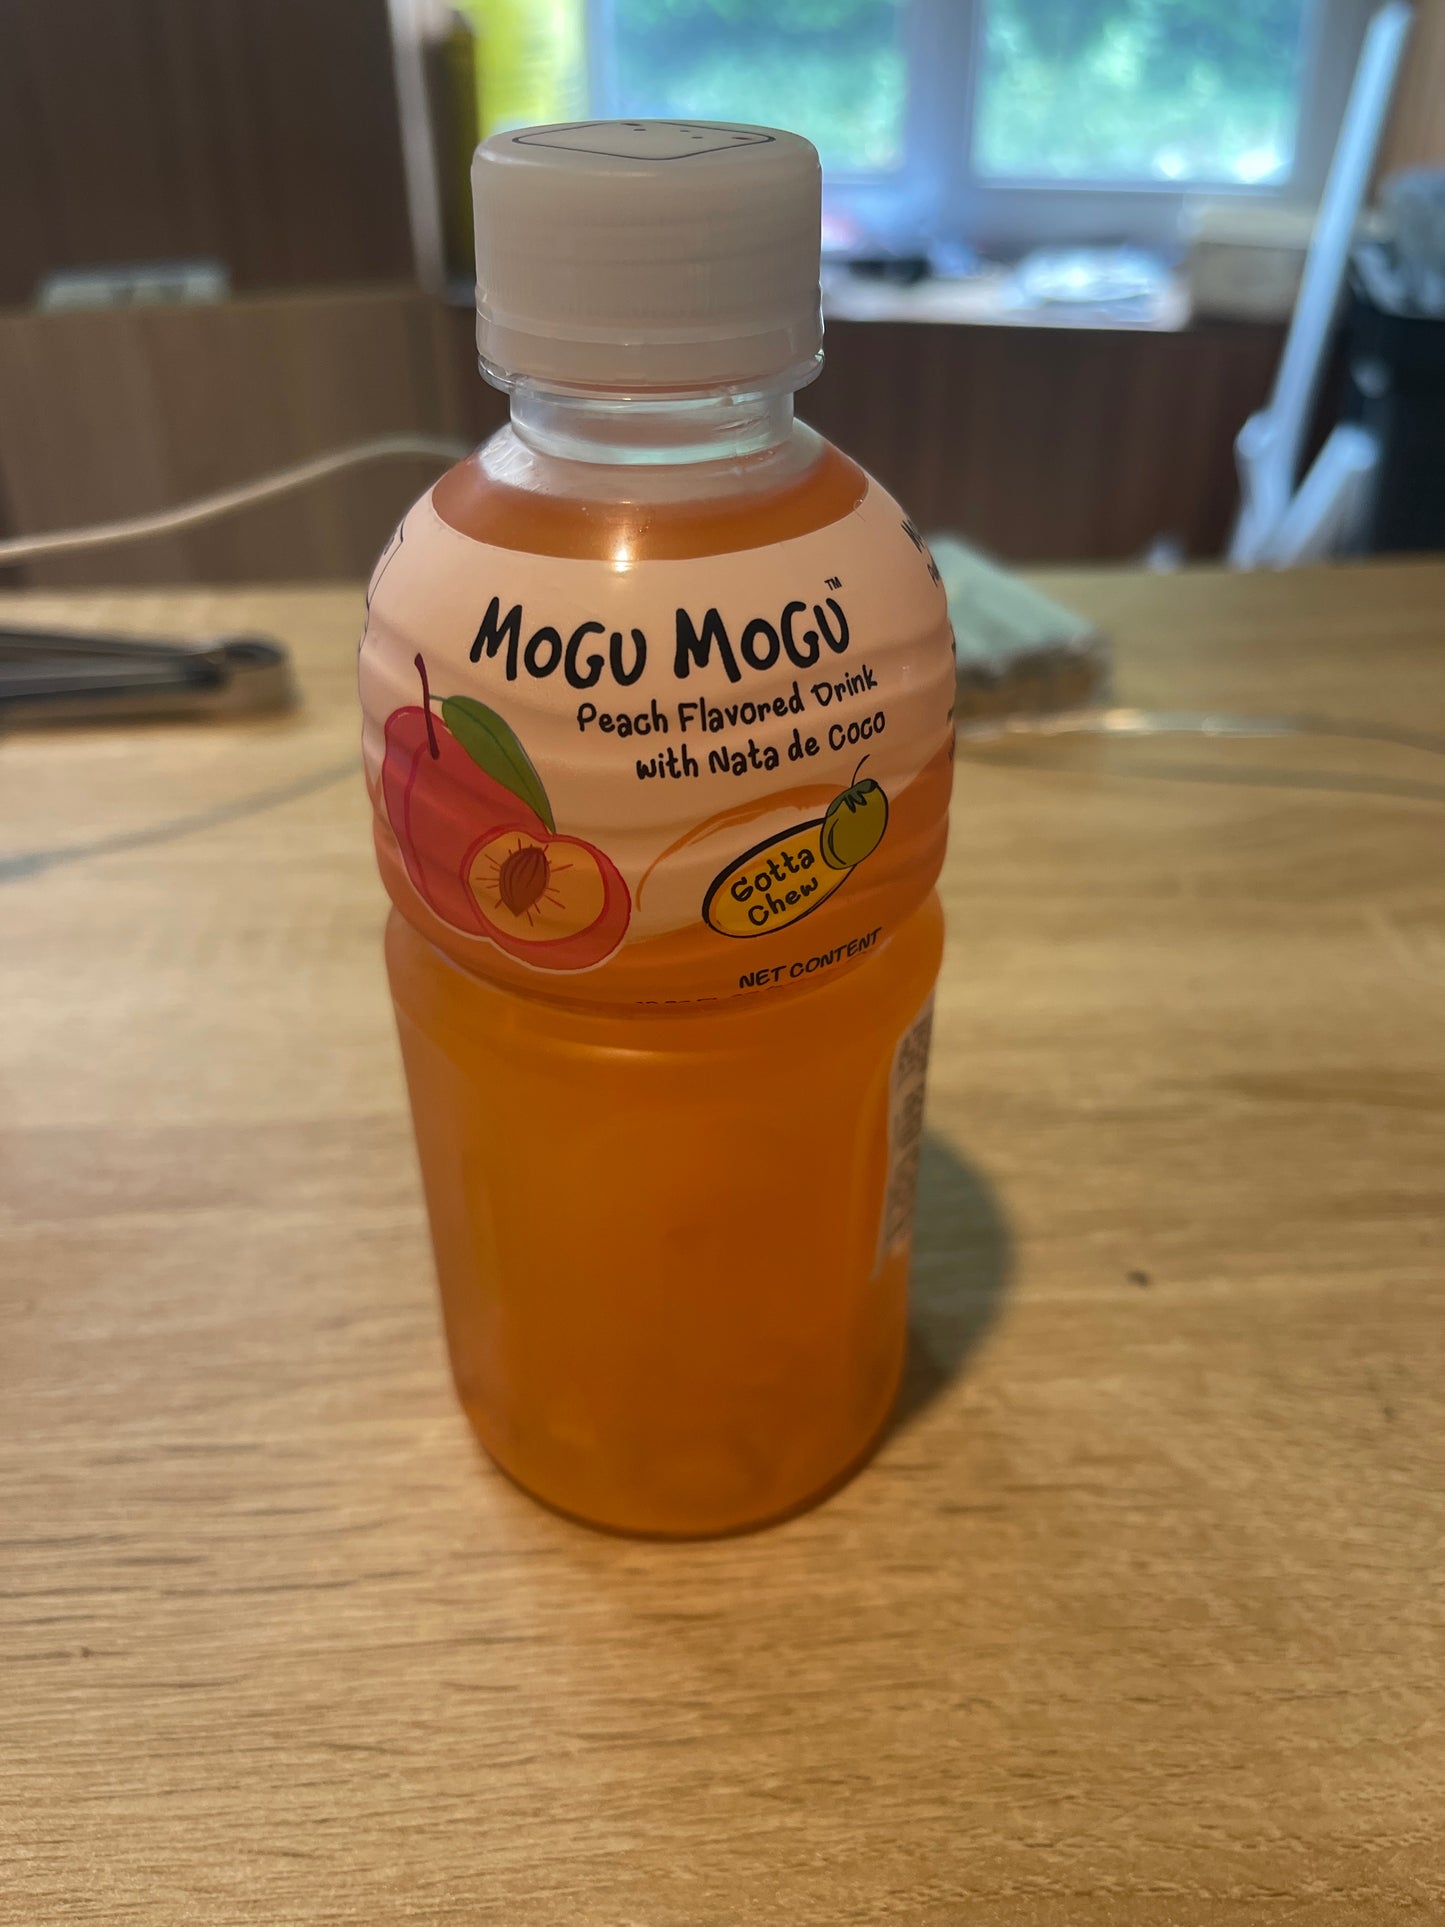 MOGU MOGU™
Peach Flavored Drink
with Nata de Coco
Gotta
Chew
NET CONTENT